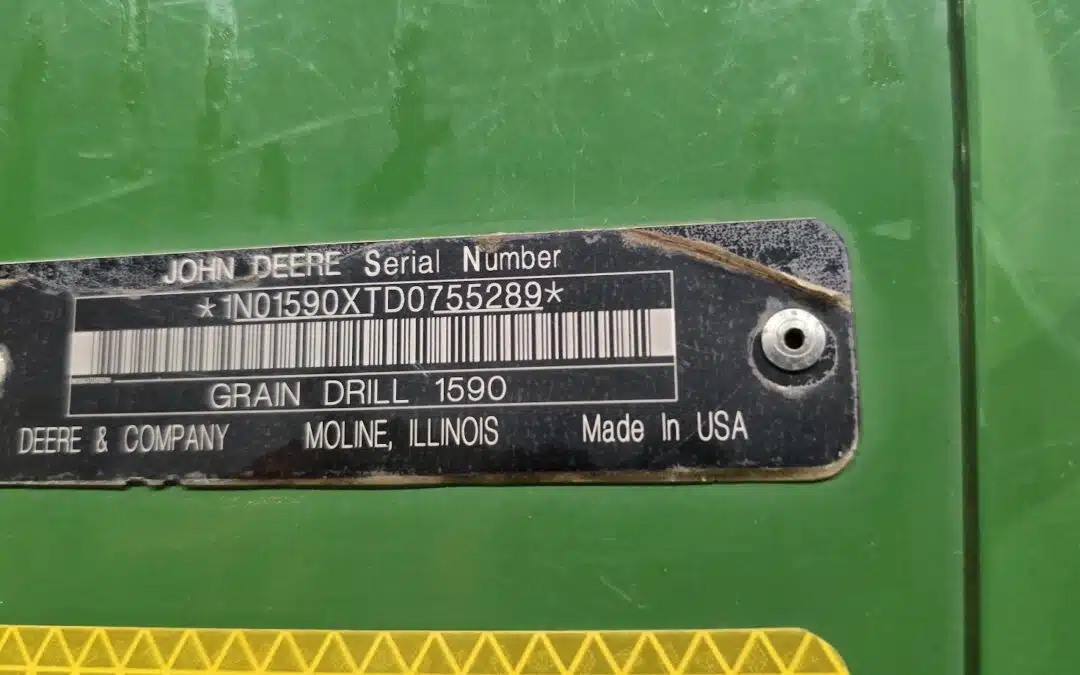 JOHN DEERE Serial Number
*1N01590XTD0755289*
GRAIN DRILL 1590
DEERE & COMPANY MOLINE, ILLINOIS Made In USA